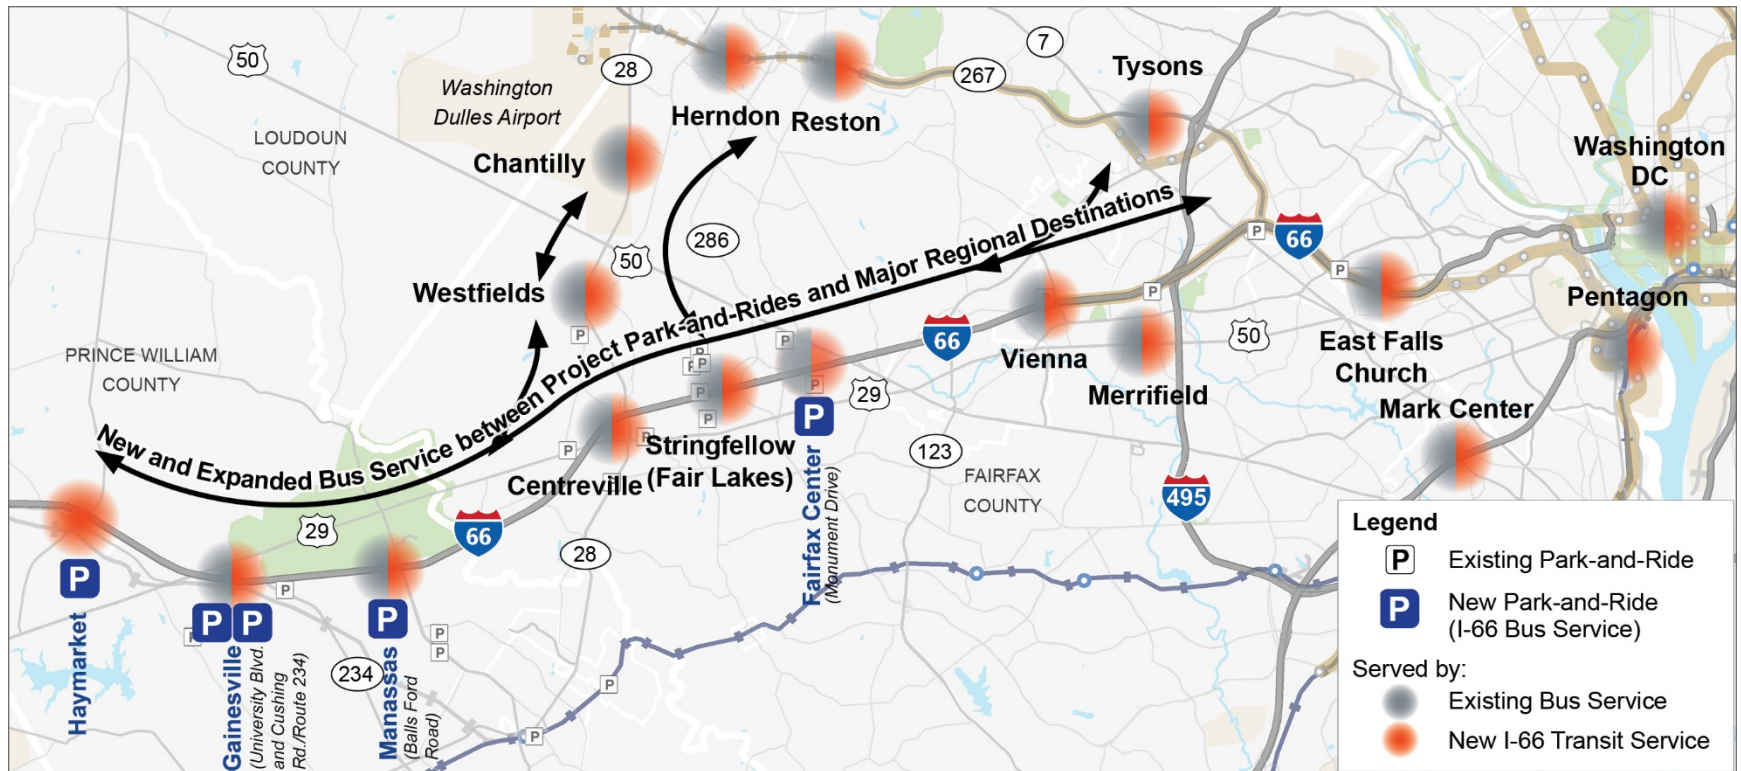 50
28
7
267
Tysons
Washington
Dulles Airport
Herndon
Reston
LOUDOUN
COUNTY
Chantilly
Washington
DC
286
50
66
Westfields
Pentagon
New and Expanded Bus Service between Project Park-and-Rides and Major Regional Destinations
PRINCE WILLIAM
COUNTY
P
P
P
P
P
P
P
P
P
P
P
66
50
Vienna
East Falls
Church
Merrifield
29
Mark Center
P
Stringfellow
(Fair Lakes)
P
P
P
123
FAIRFAX
COUNTY
Centreville
Fairfax Center
(Monument Drive)
495
29
66
28
P
Haymarket
P
P
P
P
Gainesville
(University Blvd.
and Cushing
Rd./Route 234)
P
Manassas
(Balls Ford
Road)
P
P
234
P
P
Legend
P Existing Park-and-Ride
P New Park-and-Ride
(I-66 Bus Service)
Served by:
Existing Bus Service
New I-66 Transit Service